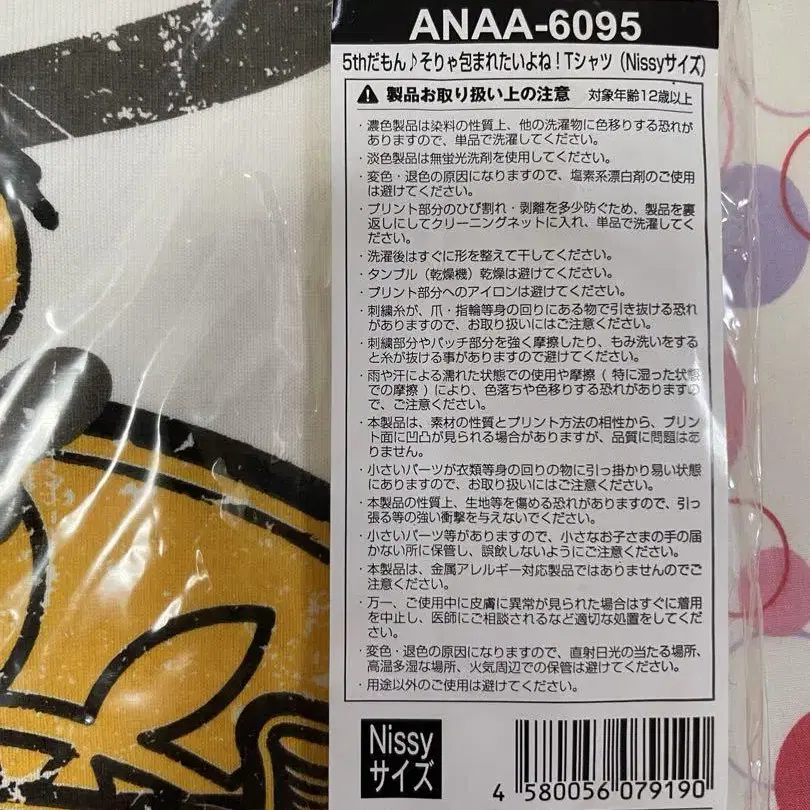 ANAA-6095
5thだもん♪そりゃ包まれたいよね！Tシャツ（Nissyサイズ）
製品お取り扱い上の注意 対象年齢12歳以上
・濃色製品は染料の性質上、他の洗濯物に色移りする恐れが
ありますので、単品で洗濯してください。
・淡色製品は無蛍光洗剤を使用してください。
・変色・退色の原因になりますので、塩素系漂白剤のご使用
は避けてください。
・プリント部分のひび割れ・剥離を多少防ぐため、製品を裏
返しにしてクリーニングネットに入れ、単品で洗濯してく
ださい。
・洗濯後はすぐに形を整えて干してください。
・タンブル（乾燥機）乾燥は避けてください。
・プリント部分へのアイロンは避けてください。
・刺繍糸が、爪・指輪等身の回りにある物で引き抜ける恐れ
がありますので、お取り扱いにはご注意ください。
・刺繍部分やパッチ部分を強く摩擦したり、もみ洗いをする
と糸が抜ける事がありますので避けてください。
・雨や汗による濡れた状態での使用や摩擦（特に湿った状態
での摩擦）により、色落ちや色移りする恐れがありますの
で、ご注意ください。
・本製品は、素材の性質とプリント方法の相性から、プリン
ト面に凹凸が見られる場合がありますが、品質に問題はあ
りません。
・小さいパーツが衣類等身の回りの物に引っ掛かり易い状態
にありますので、お取り扱いにはご注意ください。
・本製品の性質上、生地等を傷める恐れがありますので、引っ
張る等の強い衝撃を与えないでください。
・小さいパーツ等がありますので、小さなお子さまの手の届
かない所に保管し、誤飲しないようにご注意ください。
・本製品は、金属アレルギー対応製品ではありませんのでご
注意ください。
・万一、ご使用中に皮膚に異常が見られた場合はすぐに着用
を中止し、医師にご相談されるなど適切な処置をしてくだ
さい。
・変色・退色の原因になりますので、直射日光の当たる場所、
高温多湿な場所、火気周辺での保管は避けてください。
・用途以外のご使用は避けてください。
Nissy
サイズ
4 580056 079190